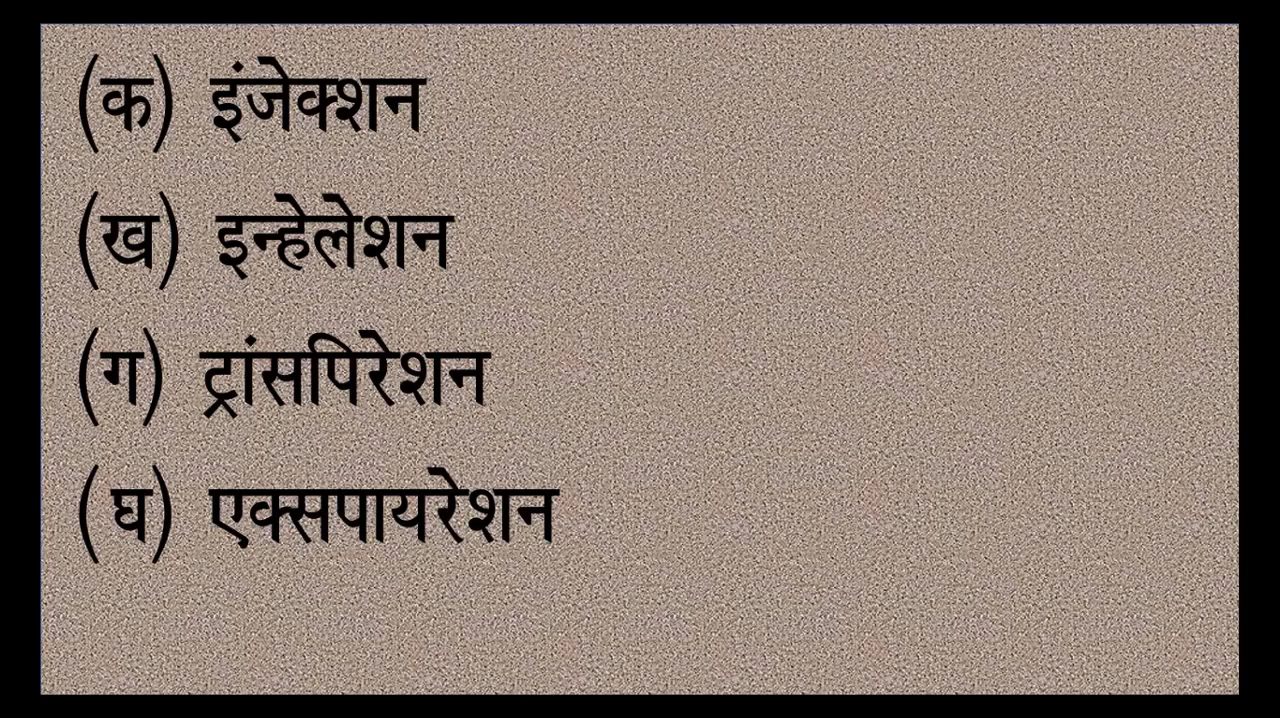 (क) इंजेक्शन
(ख) इन्हेलेशन
(ग) ट्रांसपिरेशन
(घ) एक्सपायरेशन